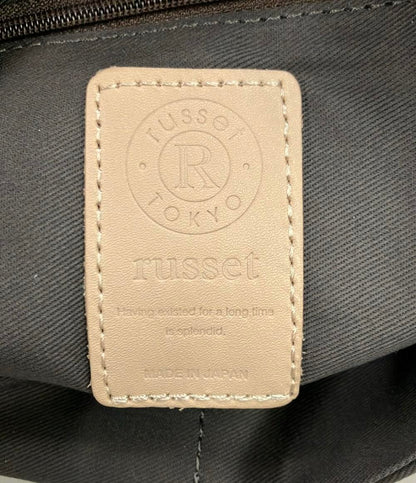 russet
R
TOKYO
russet
Having existed for a long time
is splendid.
MADE IN JAPAN